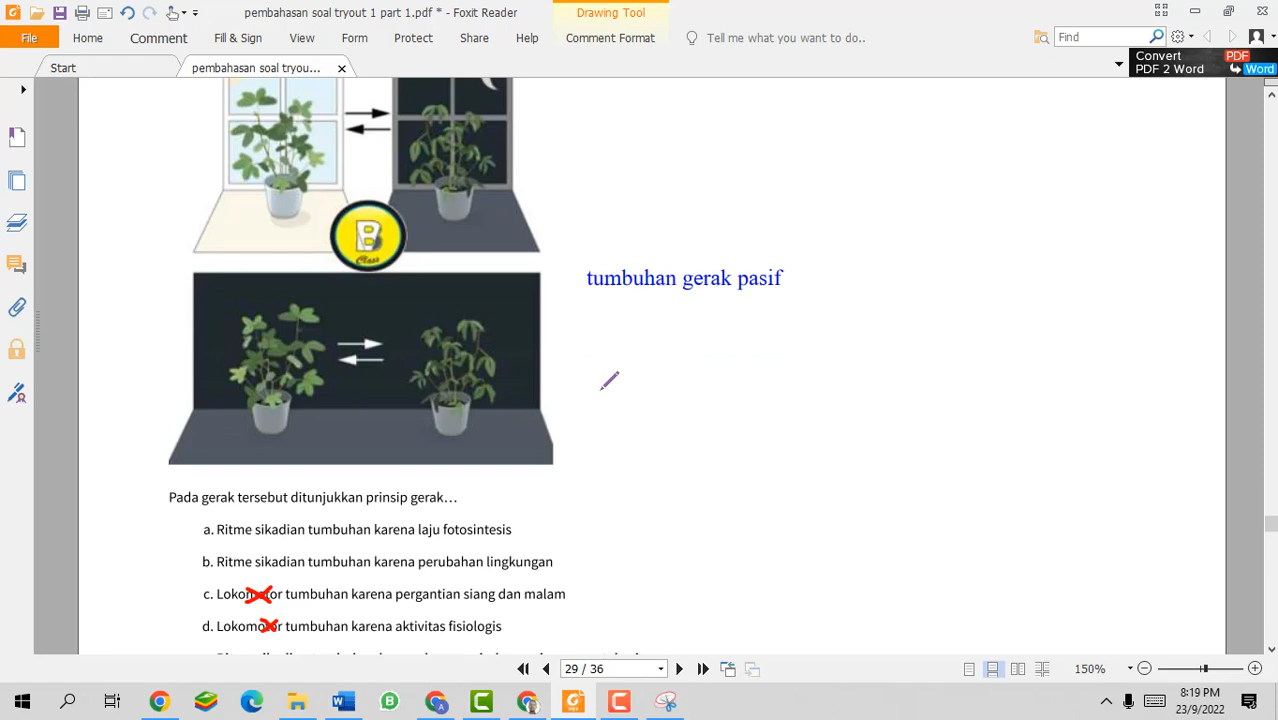 pembahasan soal tryout 1 part 1.pdf * - Foxit Reader
Drawing Tool
File
Home
Comment
Fill & Sign
View
Form
Protect
Share
Help
Comment Format
Tell me what you want to do..
Find
Start
pembahasan soal tryou...
Convert PDF
PDF 2 Word Word
B
Class
tumbuhan gerak pasif
Pada gerak tersebut ditunjukkan prinsip gerak…
a. Ritme sikadian tumbuhan karena laju fotosintesis
b. Ritme sikadian tumbuhan karena perubahan lingkungan
c. Lokomotor tumbuhan karena pergantian siang dan malam
d. Lokomotor tumbuhan karena aktivitas fisiologis
29 / 36
150%
8:19 PM
23/9/2022